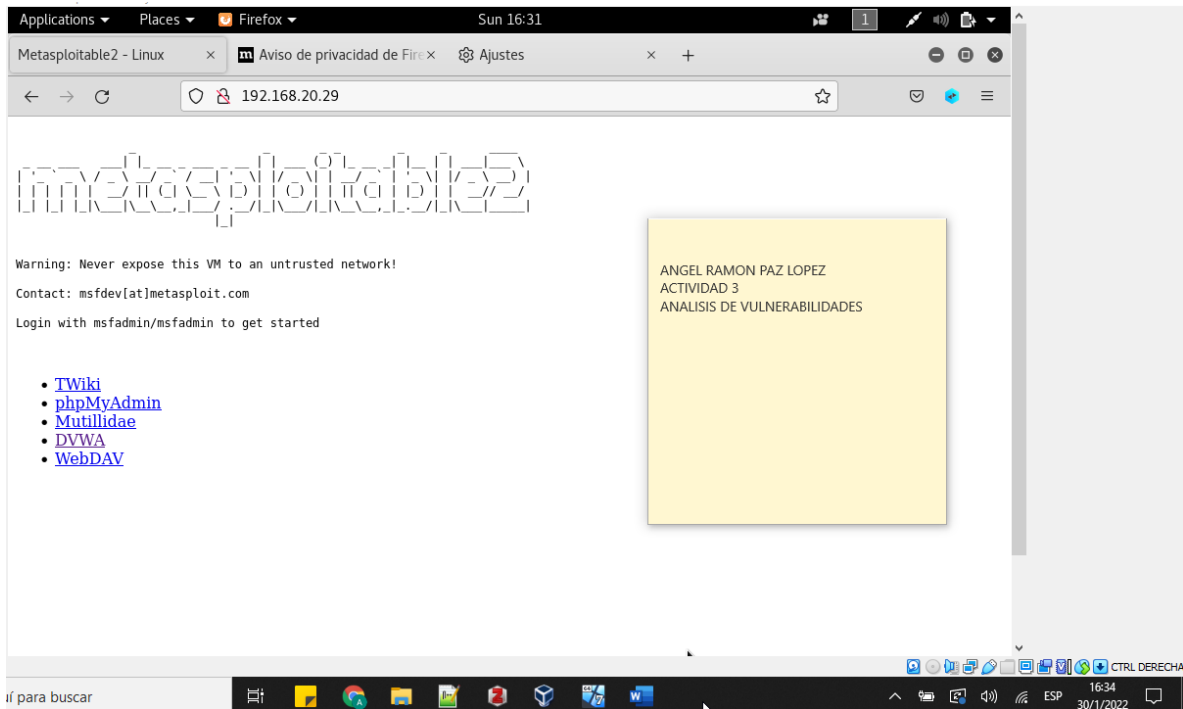 Applications Places Firefox Sun 16:31 1
Metasploitable2 - Linux × m Aviso de privacidad de Fire × Ajustes × +
192.168.20.29
metasploitable2
Warning: Never expose this VM to an untrusted network!
Contact: msfdev[at]metasploit.com
Login with msfadmin/msfadmin to get started
• TWiki
• phpMyAdmin
• Mutillidae
• DVWA
• WebDAV
ANGEL RAMON PAZ LOPEZ
ACTIVIDAD 3
ANALISIS DE VULNERABILIDADES
CTRL DERECHA
uí para buscar
ESP
16:34
30/1/2022